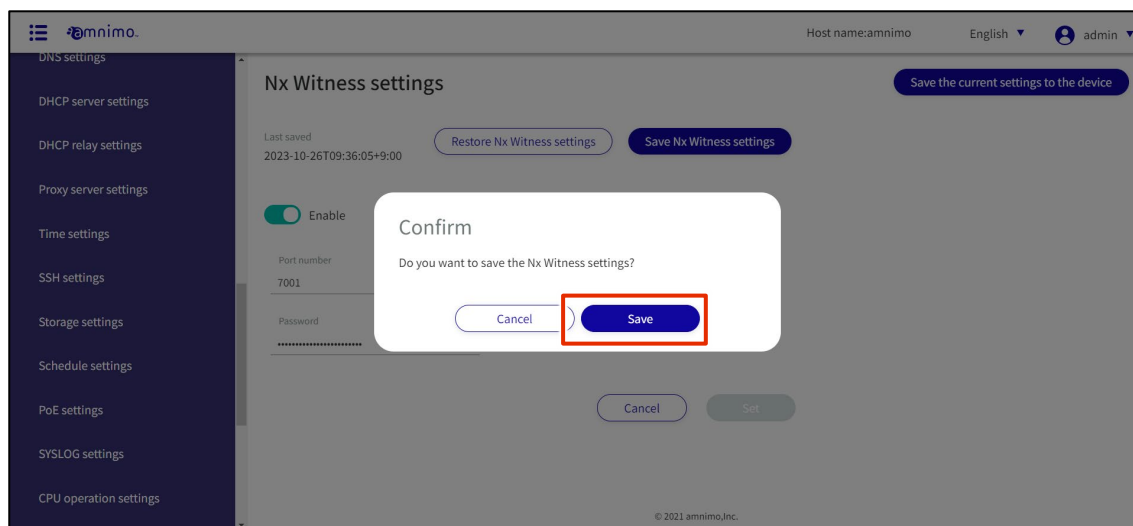 amnimo
Host name:amnimo
English
admin
DNS settings
DHCP server settings
DHCP relay settings
Proxy server settings
Time settings
SSH settings
Storage settings
Schedule settings
PoE settings
SYSLOG settings
CPU operation settings
Nx Witness settings
Save the current settings to the device
Last saved
2023-10-26T09:36:05+9:00
Restore Nx Witness settings
Save Nx Witness settings
Enable
Port number
7001
Password
Confirm
Do you want to save the Nx Witness settings?
Cancel
Save
Cancel
Set
© 2021 amnimo,Inc.